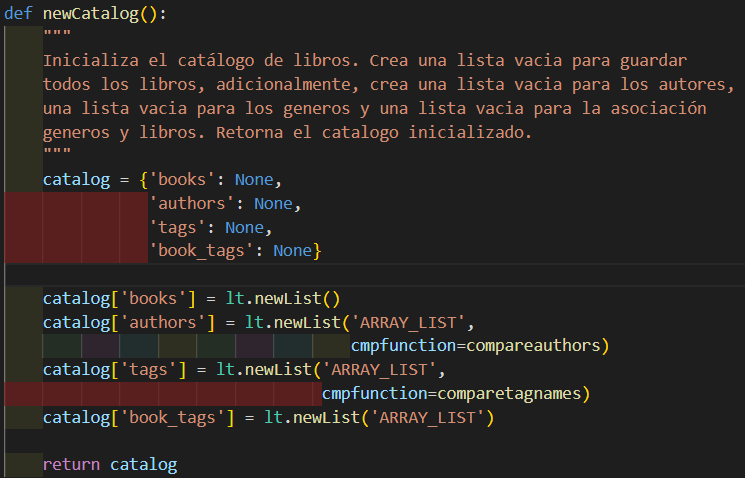 def newCatalog():
    """
    Inicializa el catálogo de libros. Crea una lista vacia para guardar
    todos los libros, adicionalmente, crea una lista vacia para los autores,
    una lista vacia para los generos y una lista vacia para la asociación
    generos y libros. Retorna el catalogo inicializado.
    """
    catalog = {'books': None,
               'authors': None,
               'tags': None,
               'book_tags': None}

    catalog['books'] = lt.newList()
    catalog['authors'] = lt.newList('ARRAY_LIST',
                                    cmpfunction=compareauthors)
    catalog['tags'] = lt.newList('ARRAY_LIST',
                                 cmpfunction=comparetagnames)
    catalog['book_tags'] = lt.newList('ARRAY_LIST')

    return catalog